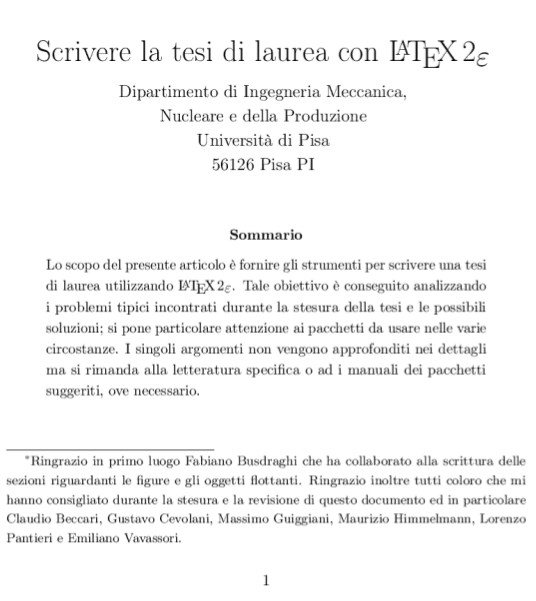 Scrivere la tesi di laurea con LATEX 2ε
Dipartimento di Ingegneria Meccanica,
Nucleare e della Produzione
Università di Pisa
56126 Pisa PI
Sommario
Lo scopo del presente articolo è fornire gli strumenti per scrivere una tesi
di laurea utilizzando LATEX 2ε. Tale obiettivo è conseguito analizzando
i problemi tipici incontrati durante la stesura della tesi e le possibili
soluzioni; si pone particolare attenzione ai pacchetti da usare nelle varie
circostanze. I singoli argomenti non vengono approfonditi nei dettagli
ma si rimanda alla letteratura specifica o ad i manuali dei pacchetti
suggeriti, ove necessario.
*Ringrazio in primo luogo Fabiano Busdraghi che ha collaborato alla scrittura delle
sezioni riguardanti le figure e gli oggetti flottanti. Ringrazio inoltre tutti coloro che mi
hanno consigliato durante la stesura e la revisione di questo documento ed in particolare
Claudio Beccari, Gustavo Cevolani, Massimo Guiggiani, Maurizio Himmelmann, Lorenzo
Pantieri e Emiliano Vavassori.
1